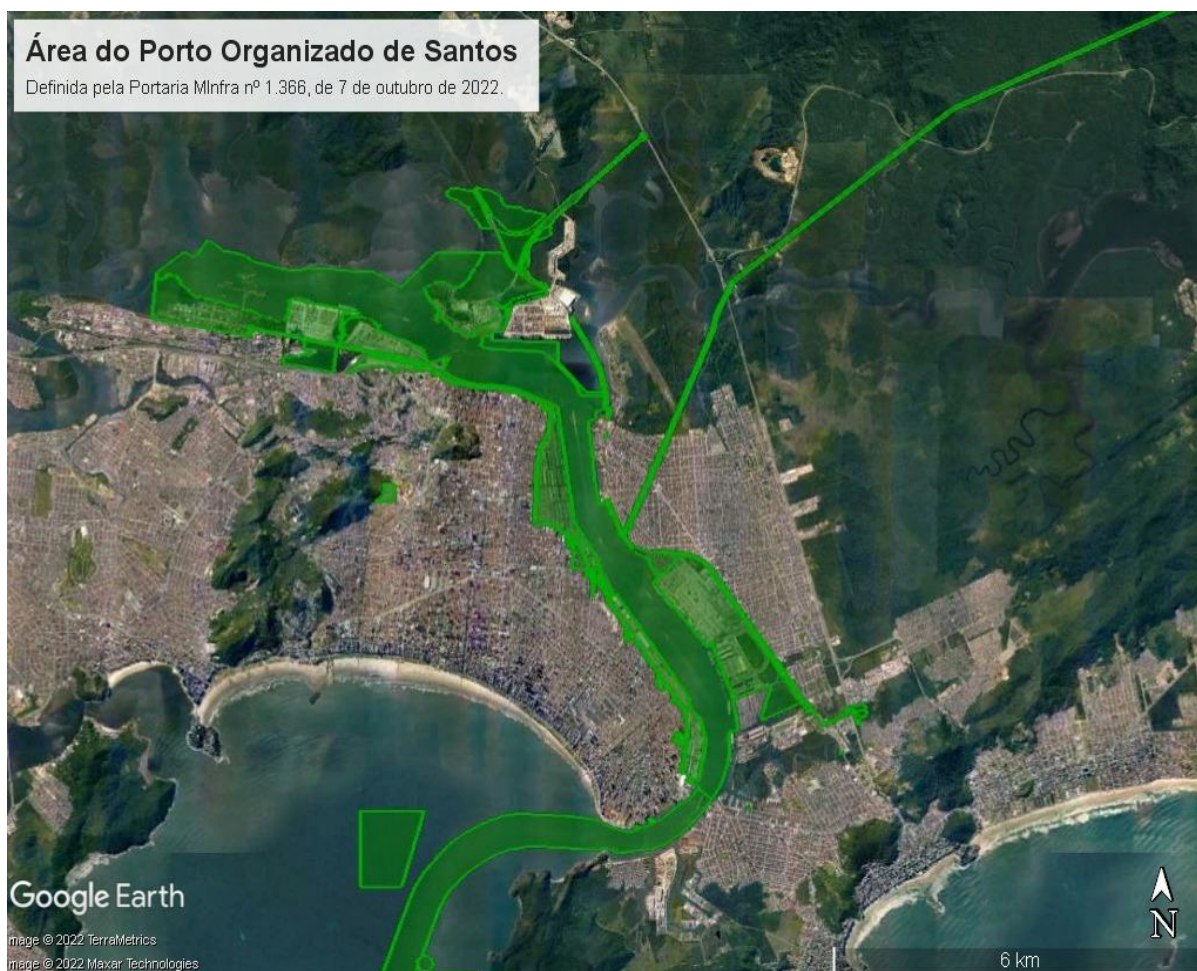 Área do Porto Organizado de Santos
Definida pela Portaria MInfra nº 1.366, de 7 de outubro de 2022.
Google Earth
mage © 2022 TerraMetrics
mage © 2022 Maxar Technologies
N
6 km